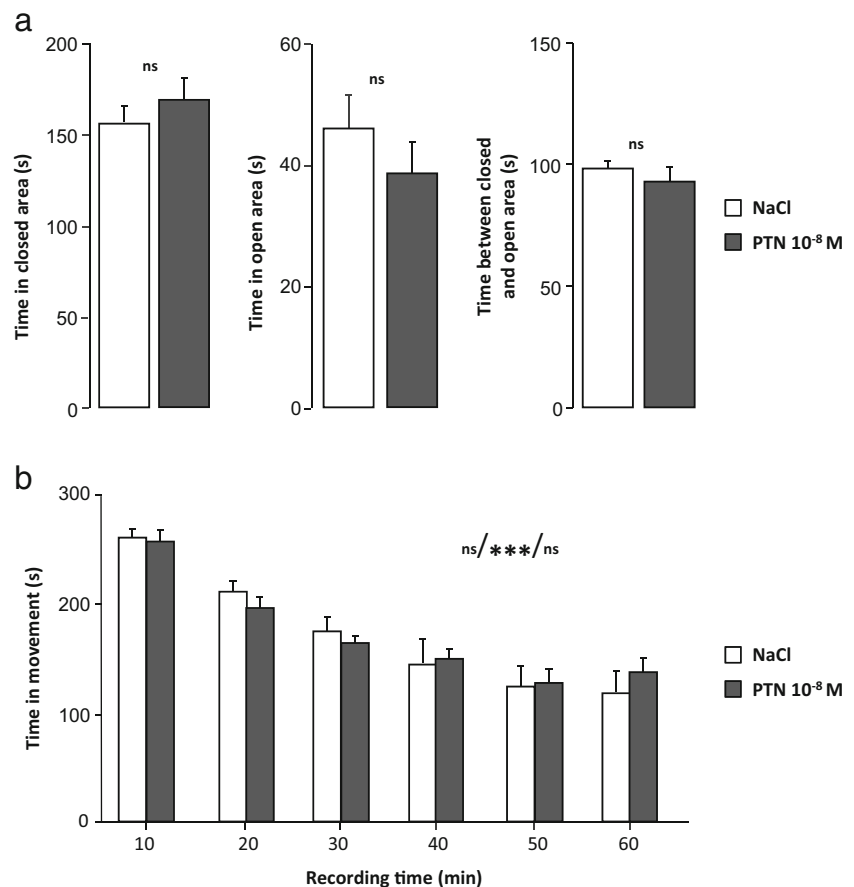 a
200
150
100
50
0
Time in closed area (s)
ns
60
40
20
0
Time in open area (s)
ns
150
100
50
0
Time between closed
and open area (s)
ns
NaCl
PTN 10⁻⁸ M
b
300
200
100
0
Time in movement (s)
ns/***/ns
10 20 30 40 50 60
Recording time (min)
NaCl
PTN 10⁻⁸ M